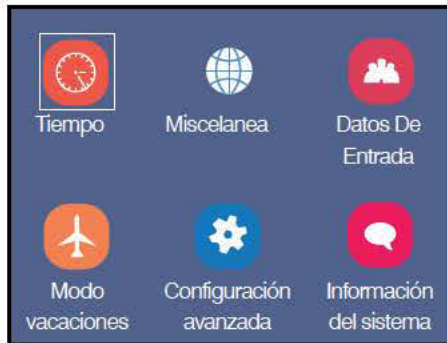 Tiempo
Miscelanea
Datos De
Entrada
Modo
vacaciones
Configuración
avanzada
Información
del sistema